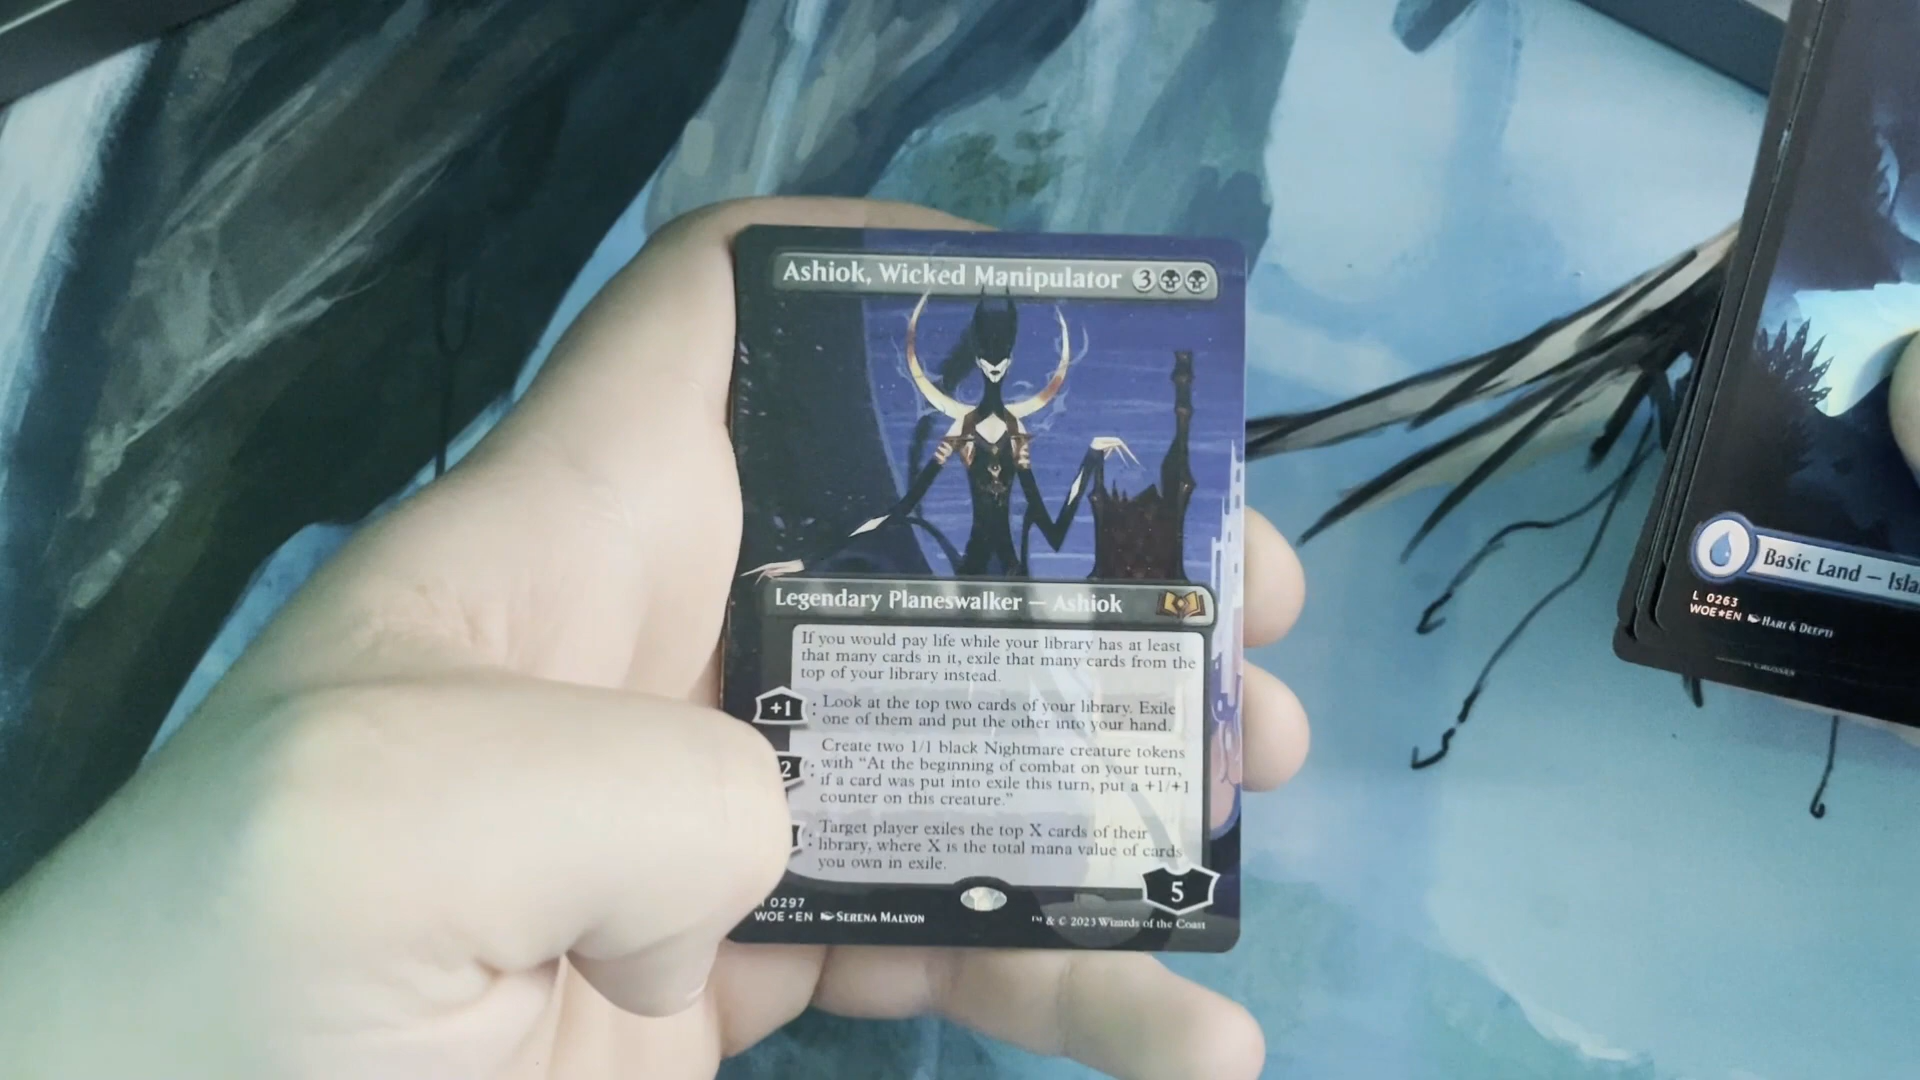 Ashiok, Wicked Manipulator 3
Legendary Planeswalker — Ashiok
If you would pay life while your library has at least
that many cards in it, exile that many cards from the
top of your library instead.
+1 : Look at the top two cards of your library. Exile
one of them and put the other into your hand.
Create two 1/1 black Nightmare creature tokens
2 : with “At the beginning of combat on your turn,
if a card was put into exile this turn, put a +1/+1
counter on this creature.”
: Target player exiles the top X cards of their
library, where X is the total mana value of cards
you own in exile.
5
0297
WOE • EN SERENA MALYON
™ & © 2023 Wizards of the Coast
Basic Land — Isla
L 0263
WOE★EN HARI & DEEPTI